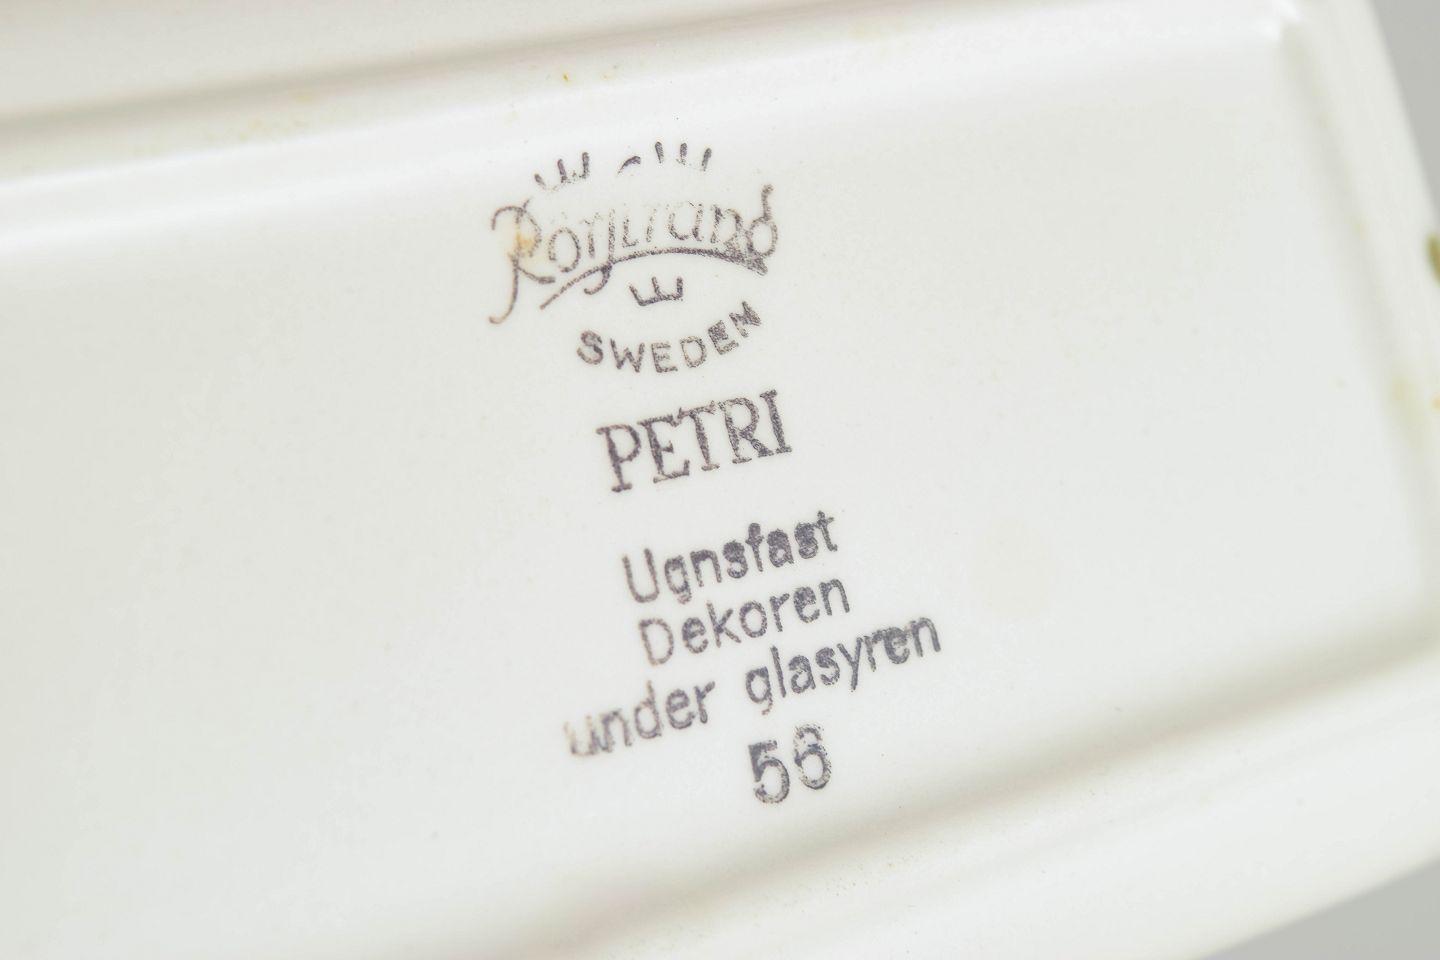 Rörstrand
SWEDEN
PETRI
Ugnsfast
Dekoren
under glasyren
56